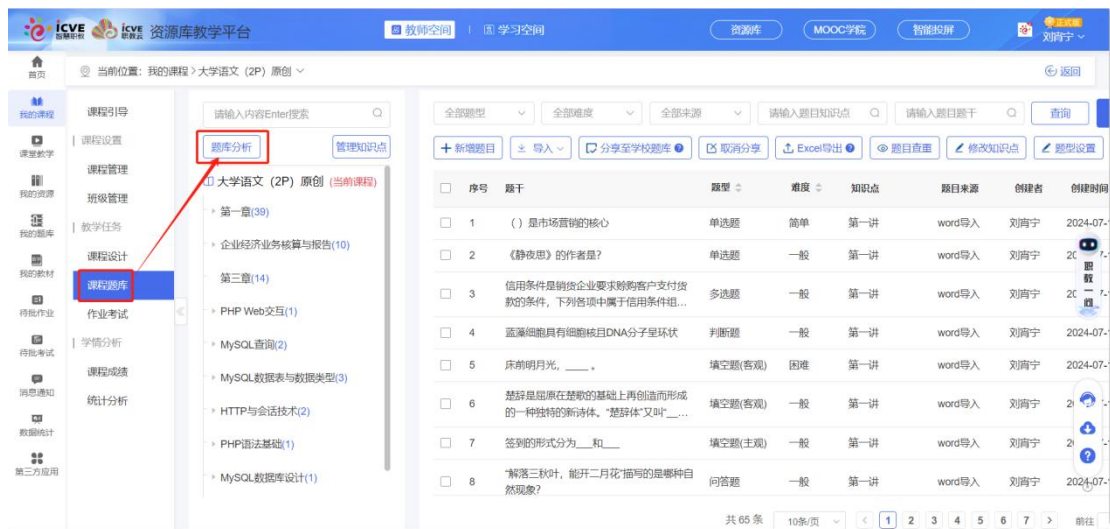 icve 智慧职教 icve 职教云 资源库教学平台
教师空间
学习空间
资源库
MOOC学院
智能投屏
正式版
刘宵宁
首页
当前位置：我的课程>大学语文（2P）原创
返回
我的课程
课堂教学
我的资源
我的题库
我的教材
待批作业
待批考试
消息通知
数据统计
第三方应用
课程引导
课程设置
课程管理
班级管理
教学任务
课程设计
课程题库
作业考试
学情分析
课程成绩
统计分析
请输入内容Enter搜索
题库分析
管理知识点
大学语文（2P）原创 (当前课程)
第一章(39)
企业经济业务核算与报告(10)
第三章(14)
PHP Web交互(1)
MySQL查询(2)
MySQL数据表与数据类型(3)
HTTP与会话技术(2)
PHP语法基础(1)
MySQL数据库设计(1)
全部题型
全部难度
全部来源
请输入题目知识点
请输入题目题干
查询
新增题目
导入
分享至学校题库
取消分享
Excel导出
题目查重
修改知识点
题型设置
序号 题干 题型 难度 知识点 题目来源 创建者 创建时间
1 （ ）是市场营销的核心 单选题 简单 第一讲 word导入 刘宵宁 2024-07-
2 《静夜思》的作者是? 单选题 一般 第一讲 word导入 刘宵宁
3 信用条件是销货企业要求赊购客户支付货
款的条件，下列各项中属于信用条件组... 多选题 一般 第一讲 word导入 刘宵宁
4 蓝藻细胞具有细胞核且DNA分子呈环状 判断题 一般 第一讲 word导入 刘宵宁 2024-07-
5 床前明月光，____ 。 填空题(客观) 困难 第一讲 word导入 刘宵宁 2024-07-
6 楚辞是屈原在楚歌的基础上再创造而形成
的一种独特的新诗体。“楚辞体”又叫“__... 填空题(客观) 一般 第一讲 word导入 刘宵宁
7 签到的形式分为___和___ 填空题(主观) 一般 第一讲 word导入 刘宵宁
8 “解落三秋叶，能开二月花”描写的是哪种自
然现象? 问答题 一般 第一讲 word导入 刘宵宁 2024-07-
职教一问
共 65 条
10条/页
1 2 3 4 5 6 7
前往